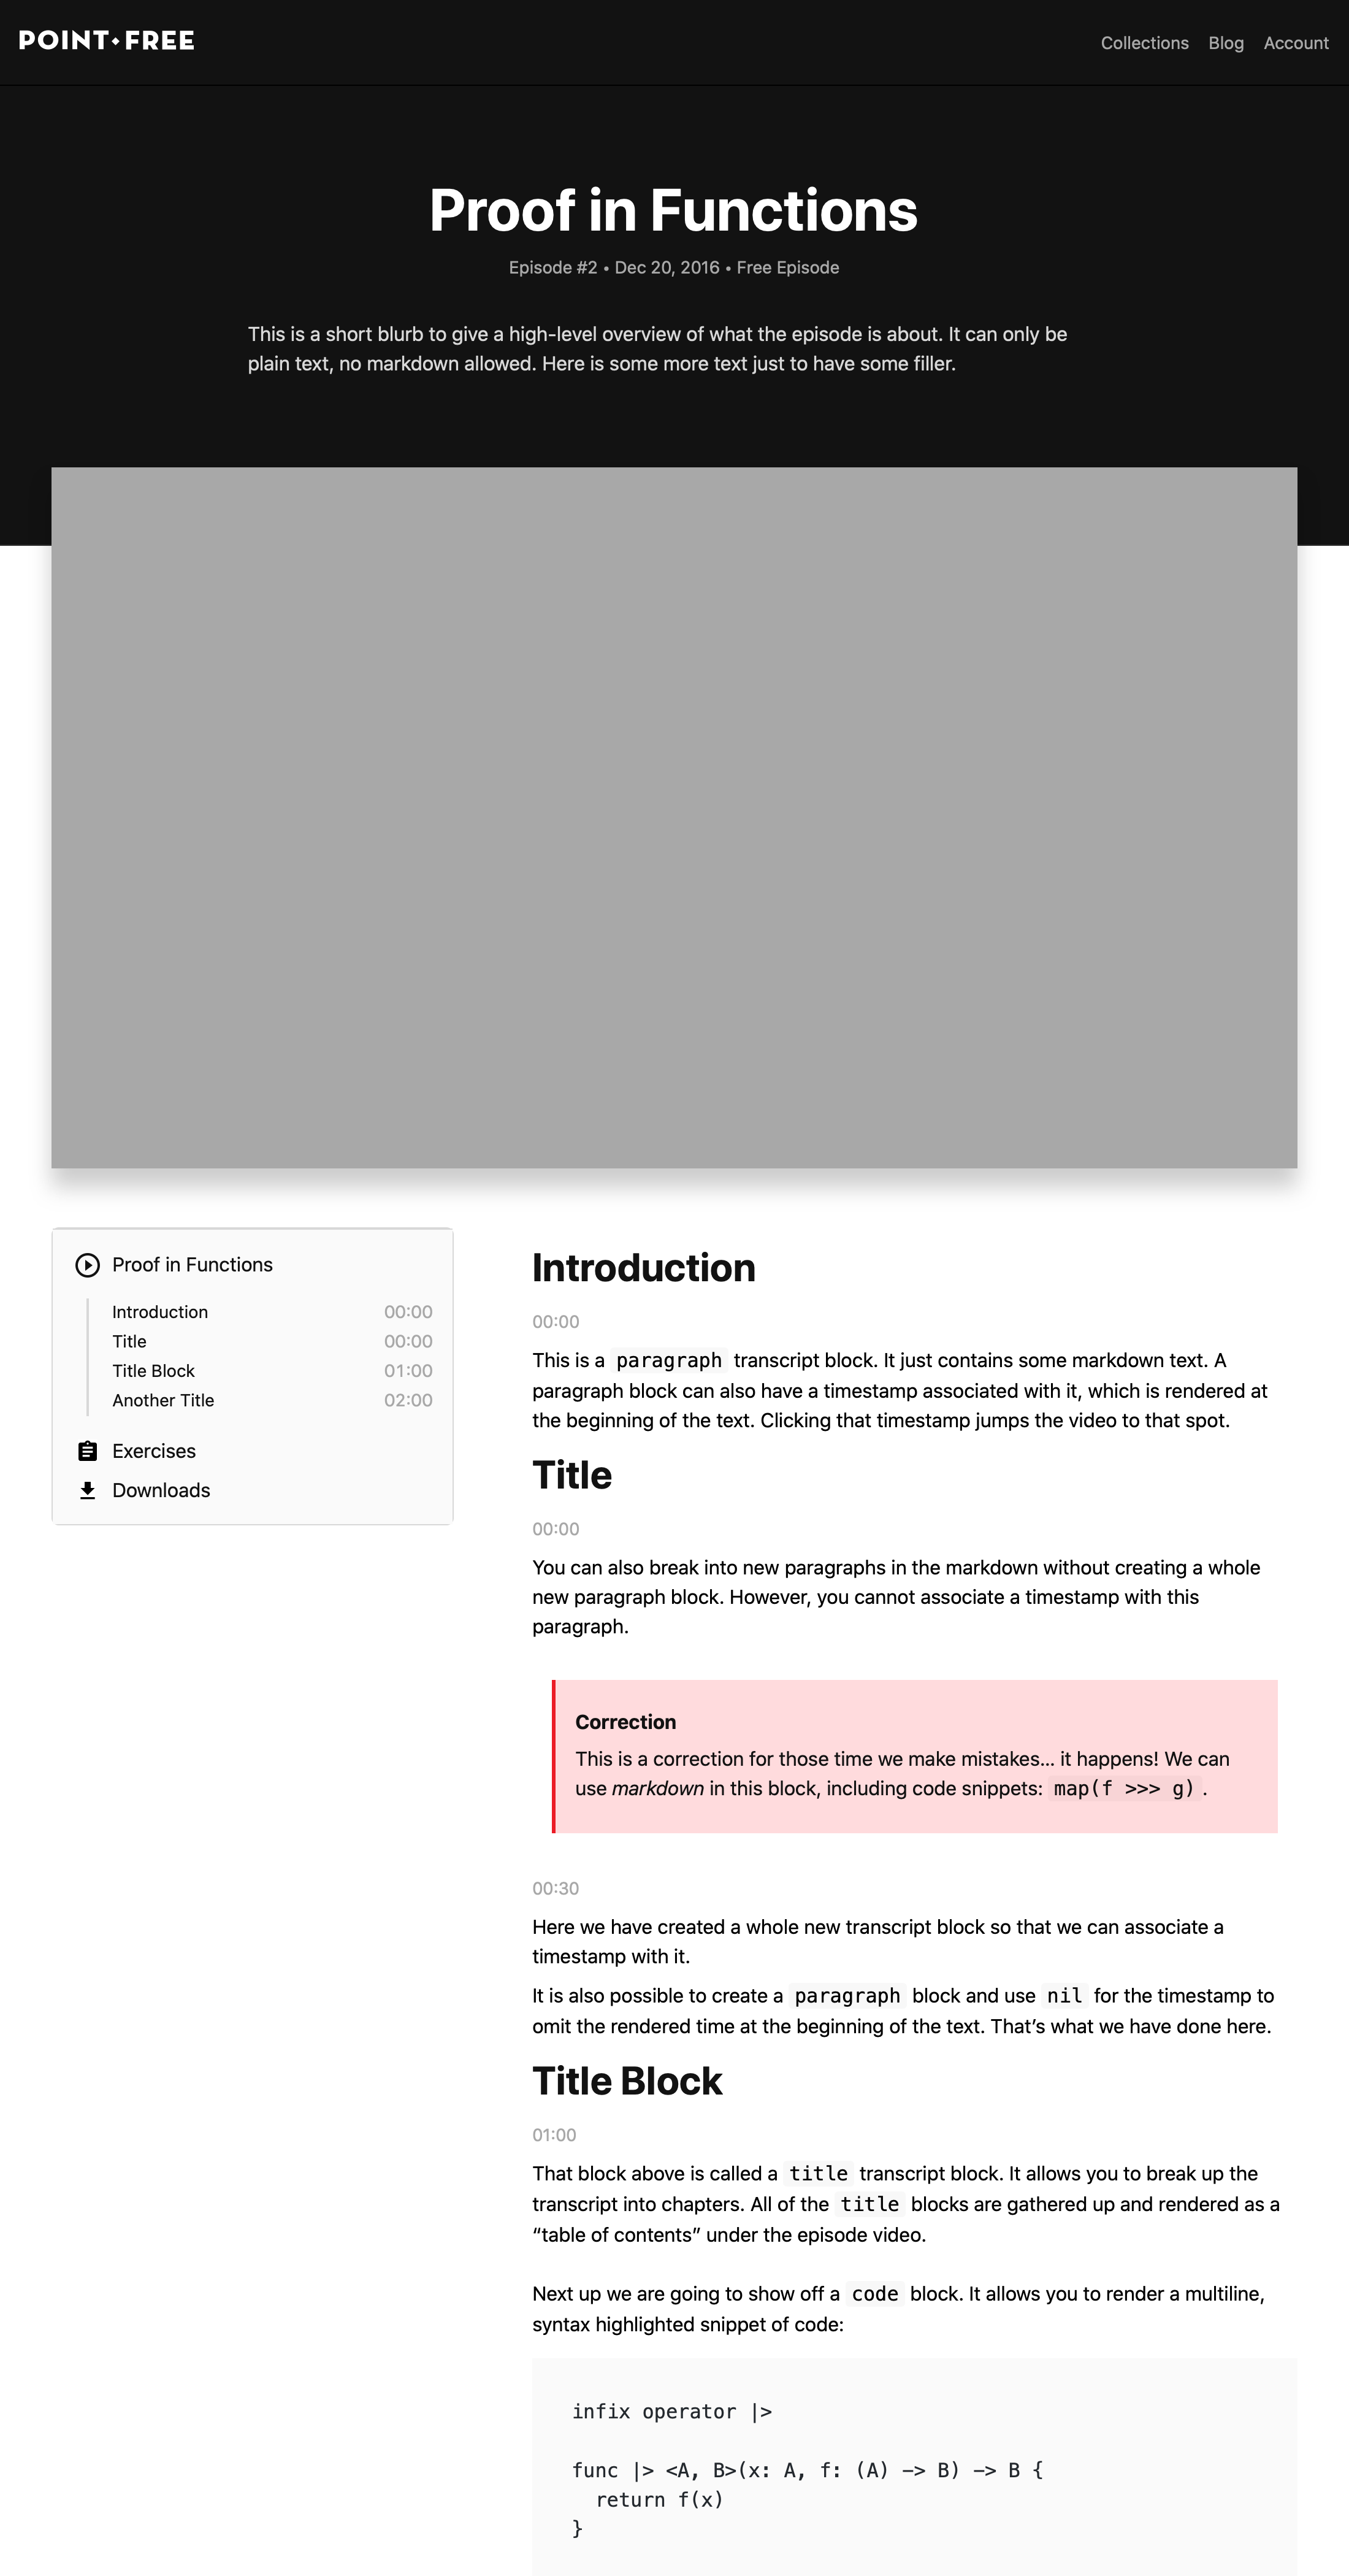 POINT•FREE
Collections Blog Account
Proof in Functions
Episode #2 • Dec 20, 2016 • Free Episode
This is a short blurb to give a high-level overview of what the episode is about. It can only be
plain text, no markdown allowed. Here is some more text just to have some filler.
Proof in Functions
Introduction 00:00
Title 00:00
Title Block 01:00
Another Title 02:00
Exercises
Downloads
Introduction
00:00
This is a paragraph transcript block. It just contains some markdown text. A
paragraph block can also have a timestamp associated with it, which is rendered at
the beginning of the text. Clicking that timestamp jumps the video to that spot.
Title
00:00
You can also break into new paragraphs in the markdown without creating a whole
new paragraph block. However, you cannot associate a timestamp with this
paragraph.
Correction
This is a correction for those time we make mistakes... it happens! We can
use markdown in this block, including code snippets: map(f >>> g).
00:30
Here we have created a whole new transcript block so that we can associate a
timestamp with it.
It is also possible to create a paragraph block and use nil for the timestamp to
omit the rendered time at the beginning of the text. That’s what we have done here.
Title Block
01:00
That block above is called a title transcript block. It allows you to break up the
transcript into chapters. All of the title blocks are gathered up and rendered as a
“table of contents” under the episode video.
Next up we are going to show off a code block. It allows you to render a multiline,
syntax highlighted snippet of code:
infix operator |>
func |> <A, B>(x: A, f: (A) -> B) -> B {
  return f(x)
}